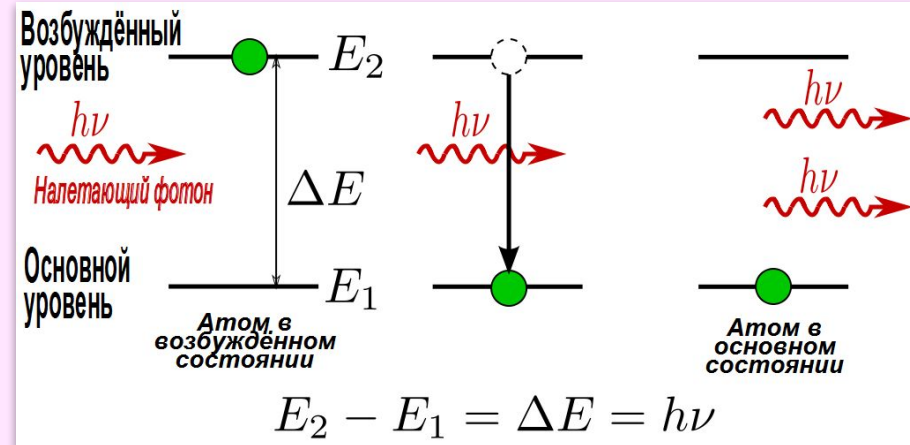 Возбуждённый
уровень
E₂
hν
Налетающий фотон
ΔE
hν
hν
hν
Основной
уровень
E₁
Атом в
возбуждённом
состоянии
Атом в
основном
состоянии
E₂ − E₁ = ΔE = hν